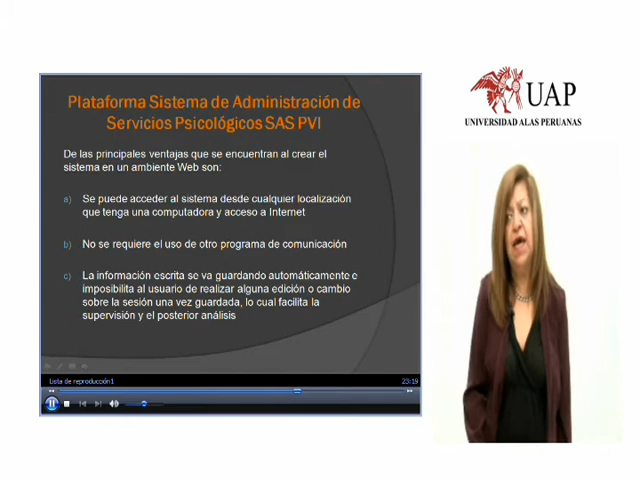 Plataforma Sistema de Administración de
Servicios Psicológicos SAS PVI
De las principales ventajas que se encuentran al crear el
sistema en un ambiente Web son:
a) Se puede acceder al sistema desde cualquier localización
que tenga una computadora y acceso a Internet
b) No se requiere el uso de otro programa de comunicación
c) La información escrita se va guardando automáticamente e
imposibilita al usuario de realizar alguna edición o cambio
sobre la sesión una vez guardada, lo cual facilita la
supervisión y el posterior análisis
Lista de reproducción1
23:19
UAP
UNIVERSIDAD ALAS PERUANAS